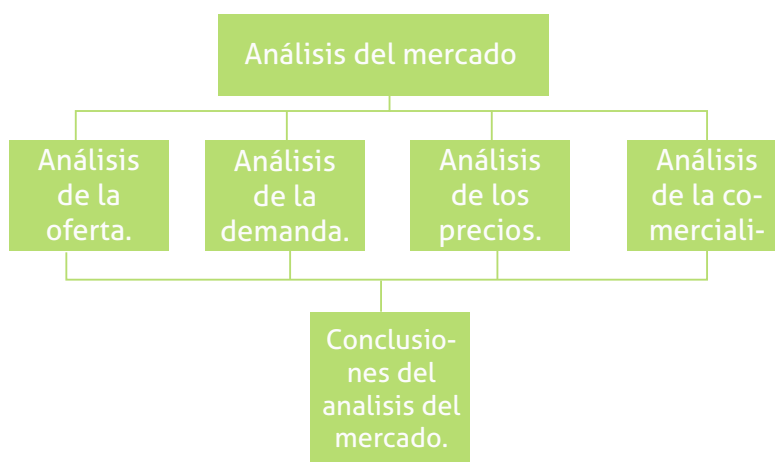 Análisis del mercado
Análisis
de la
oferta.
Análisis
de la
demanda.
Análisis
de los
precios.
Análisis
de la co-
merciali-
Conclusio-
nes del
analisis del
mercado.